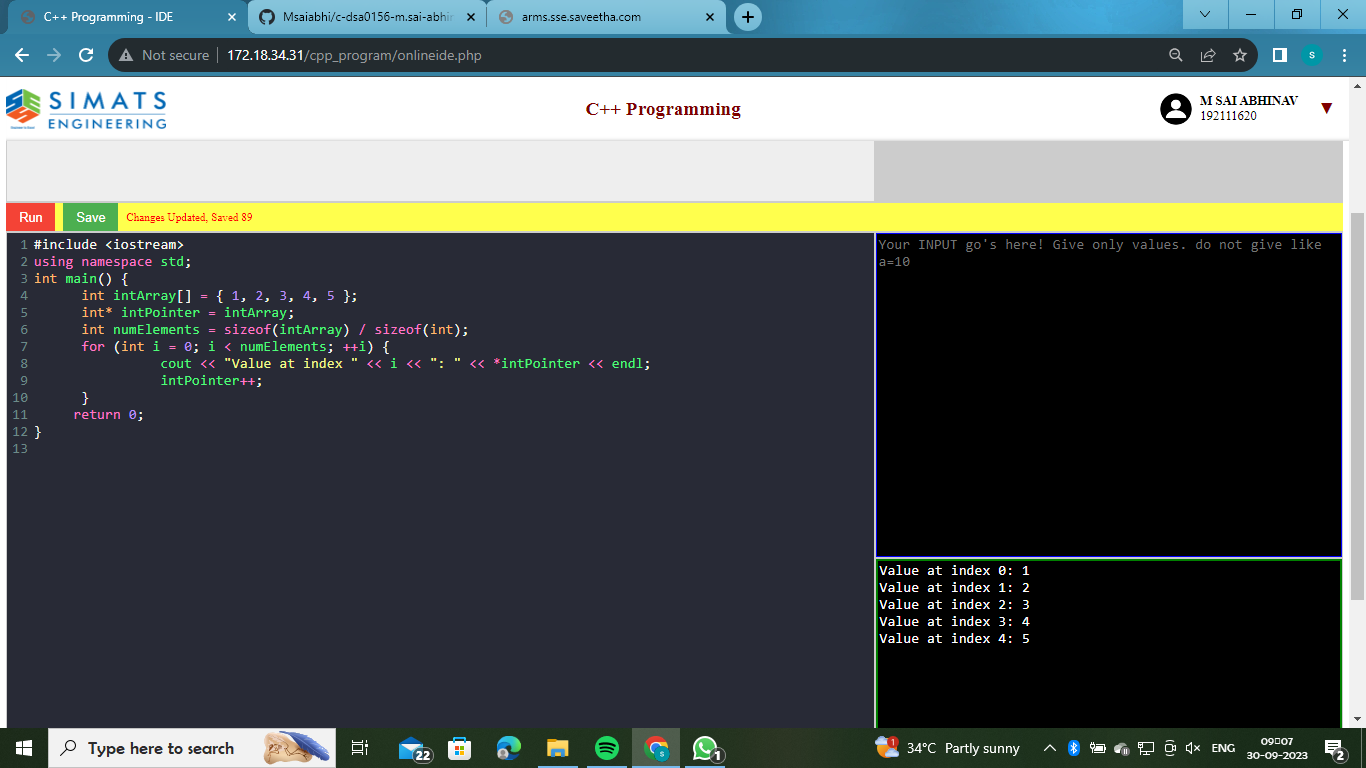 C++ Programming - IDE
Msaiabhi/c-dsa0156-m.sai-abhi
arms.sse.saveetha.com
Not secure
172.18.34.31/cpp_program/onlineide.php
S
SIMATS
ENGINEERING
C++ Programming
M SAI ABHINAV
192111620
Run
Save
Changes Updated, Saved 89
1 #include <iostream>
2 using namespace std;
3 int main() {
4 int intArray[] = { 1, 2, 3, 4, 5 };
5 int* intPointer = intArray;
6 int numElements = sizeof(intArray) / sizeof(int);
7 for (int i = 0; i < numElements; ++i) {
8 cout << "Value at index " << i << ": " << *intPointer << endl;
9 intPointer++;
10 }
11 return 0;
12 }
13
Your INPUT go's here! Give only values. do not give like
a=10
Value at index 0: 1
Value at index 1: 2
Value at index 2: 3
Value at index 3: 4
Value at index 4: 5
Type here to search
22
S
1
1
34°C Partly sunny
ENG
09:07
30-09-2023
2